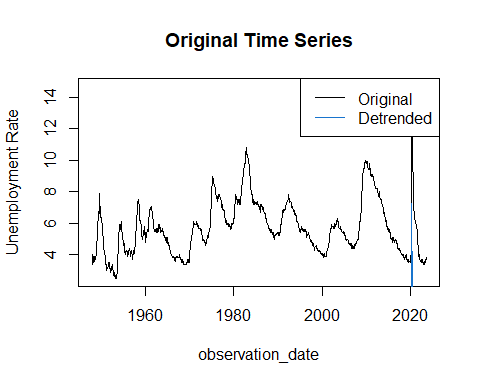 Original Time Series
Original
Detrended
Unemployment Rate
14
12
10
8
6
4
1960
1980
2000
2020
observation_date